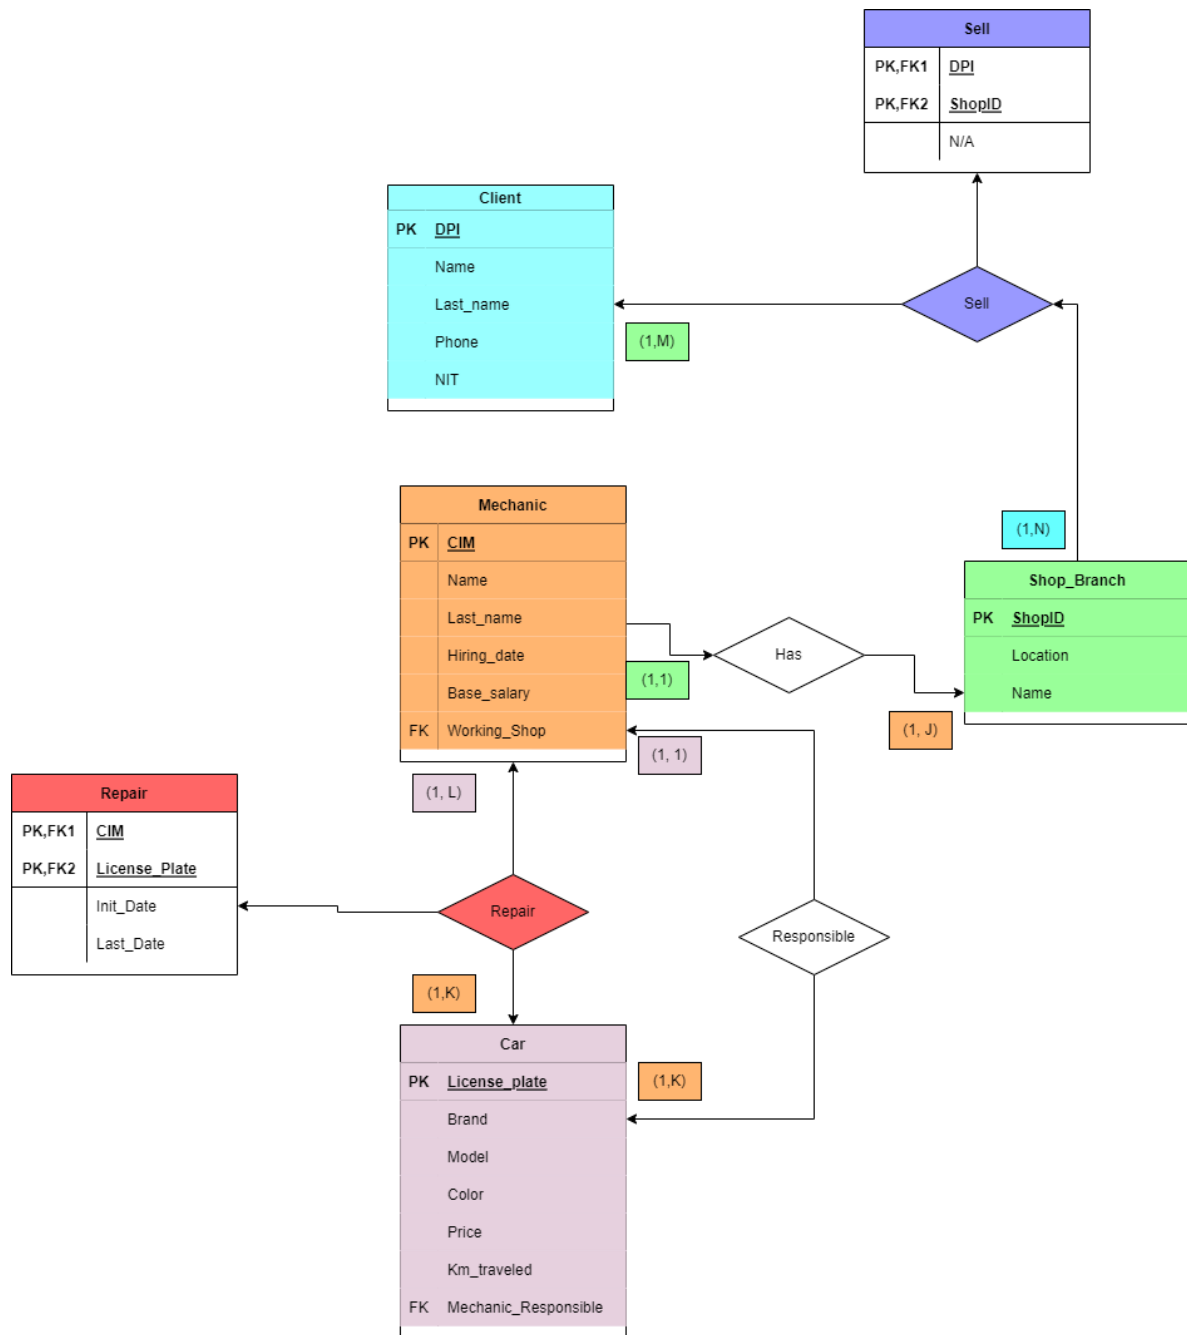 Sell
PK,FK1 DPI
PK,FK2 ShopID
N/A
Client
PK DPI
Name
Last_name
Phone
NIT
Sell
(1,M)
Mechanic
PK CIM
Name
Last_name
Hiring_date
Base_salary
FK Working_Shop
(1,1)
Has
(1,N)
Shop_Branch
PK ShopID
Location
Name
(1, J)
(1, 1)
(1, L)
Repair
PK,FK1 CIM
PK,FK2 License_Plate
Init_Date
Last_Date
Repair
Responsible
(1,K)
Car
PK License_plate
Brand
Model
Color
Price
Km_traveled
FK Mechanic_Responsible
(1,K)